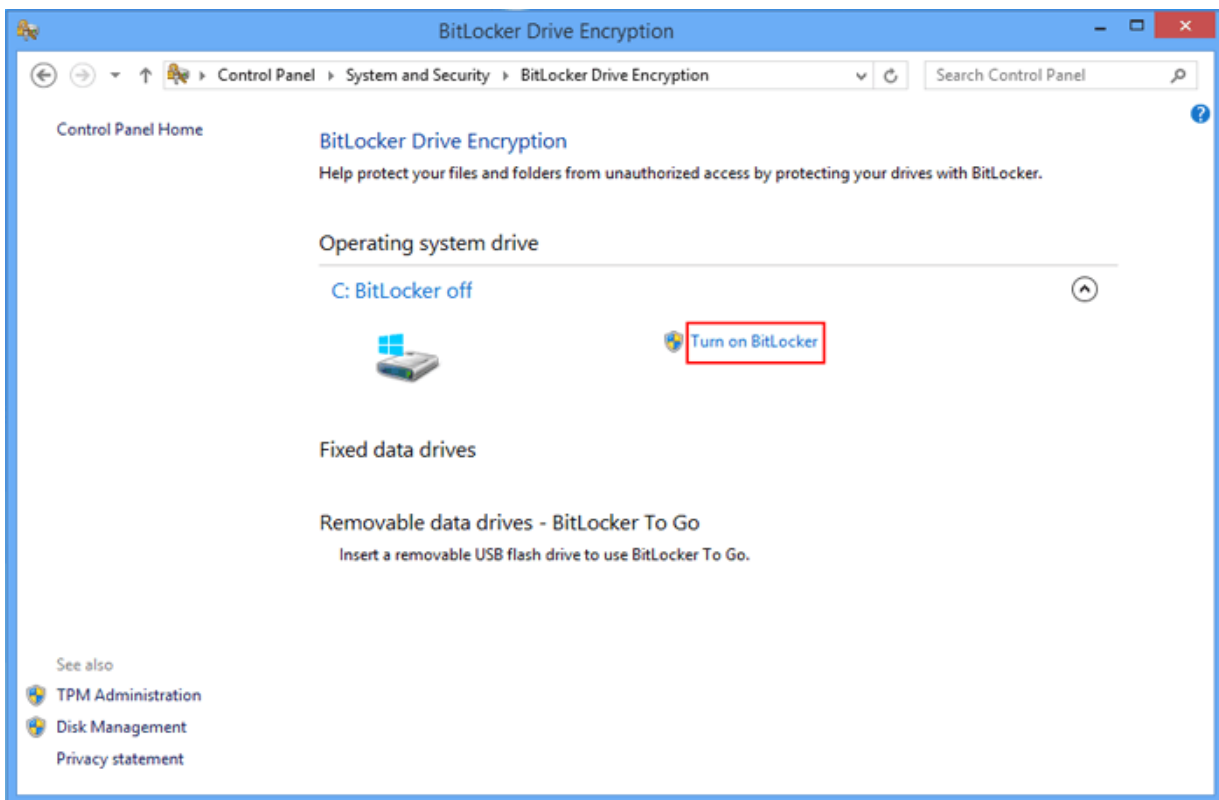 BitLocker Drive Encryption
Control Panel System and Security BitLocker Drive Encryption Search Control Panel
Control Panel Home
BitLocker Drive Encryption
Help protect your files and folders from unauthorized access by protecting your drives with BitLocker.
Operating system drive
C: BitLocker off
Turn on BitLocker
Fixed data drives
Removable data drives - BitLocker To Go
Insert a removable USB flash drive to use BitLocker To Go.
See also
TPM Administration
Disk Management
Privacy statement